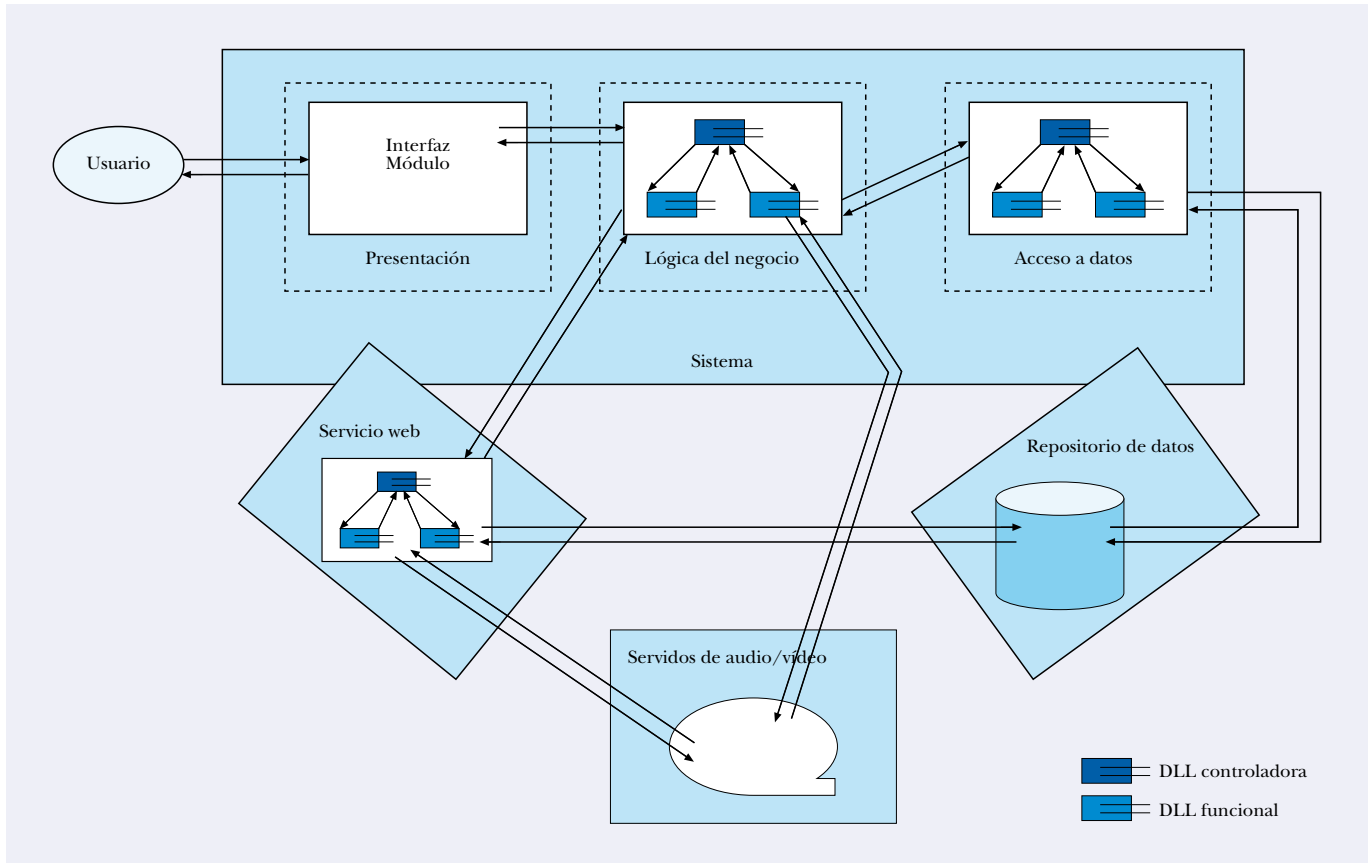 Usuario
Interfaz
Módulo
Presentación
Lógica del negocio
Acceso a datos
Sistema
Servicio web
Repositorio de datos
Servidos de audio/vídeo
DLL controladora
DLL funcional